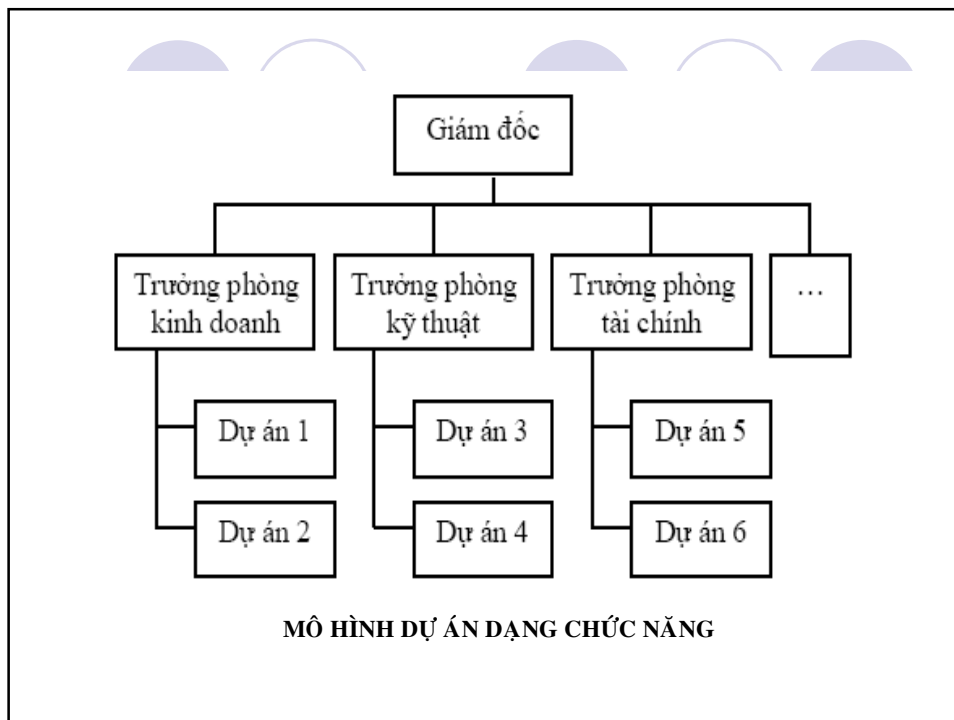 Giám đốc
Trưởng phòng
kinh doanh
Trưởng phòng
kỹ thuật
Trưởng phòng
tài chính
…
Dự án 1
Dự án 3
Dự án 5
Dự án 2
Dự án 4
Dự án 6
MÔ HÌNH DỰ ÁN DẠNG CHỨC NĂNG